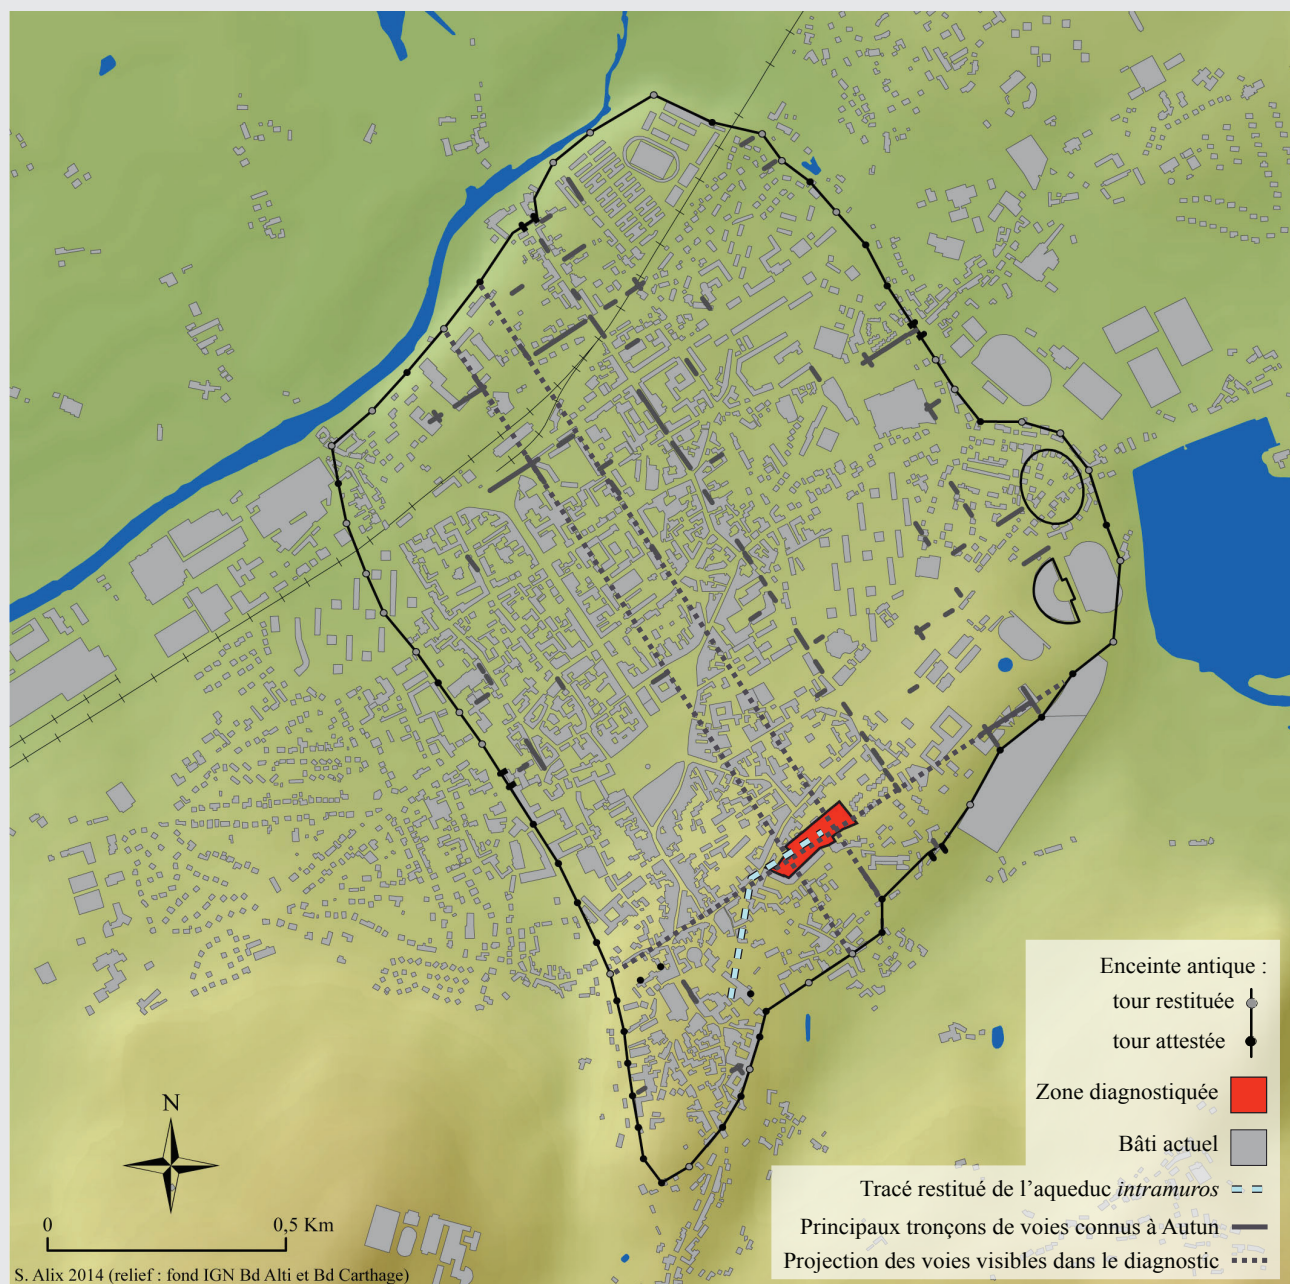 Enceinte antique :
tour restituée
tour attestée
Zone diagnostiquée
Bâti actuel
Tracé restitué de l'aqueduc intramuros
Principaux tronçons de voies connus à Autun
Projection des voies visibles dans le diagnostic
N
0 0,5 Km
S. Alix 2014 (relief : fond IGN Bd Alti et Bd Carthage)